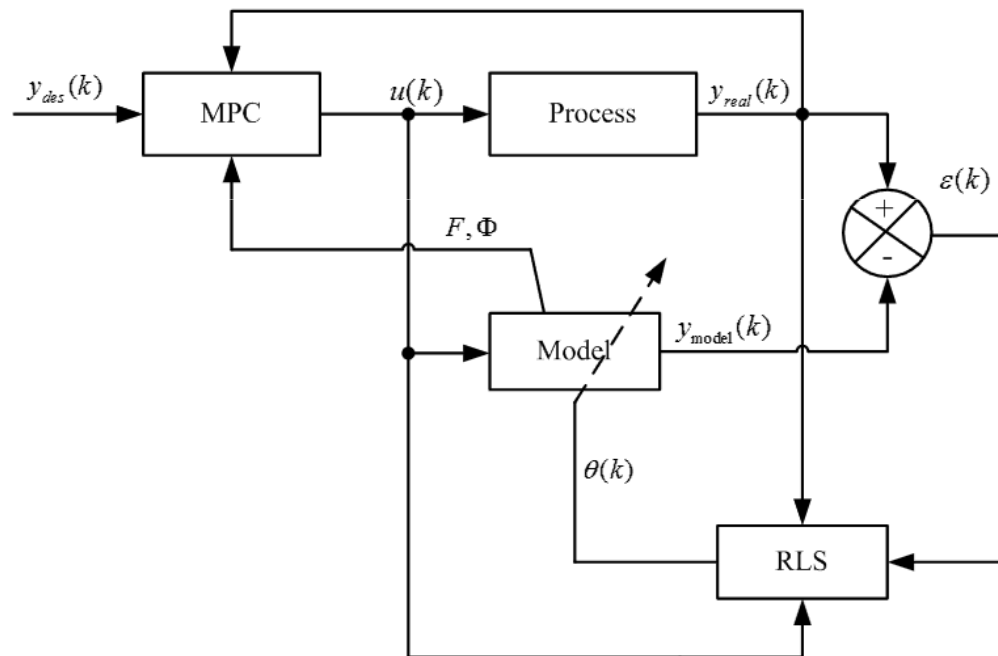 y_des(k)
MPC
u(k)
Process
y_real(k)
ε(k)
+
-
F, Φ
Model
y_model(k)
θ(k)
RLS